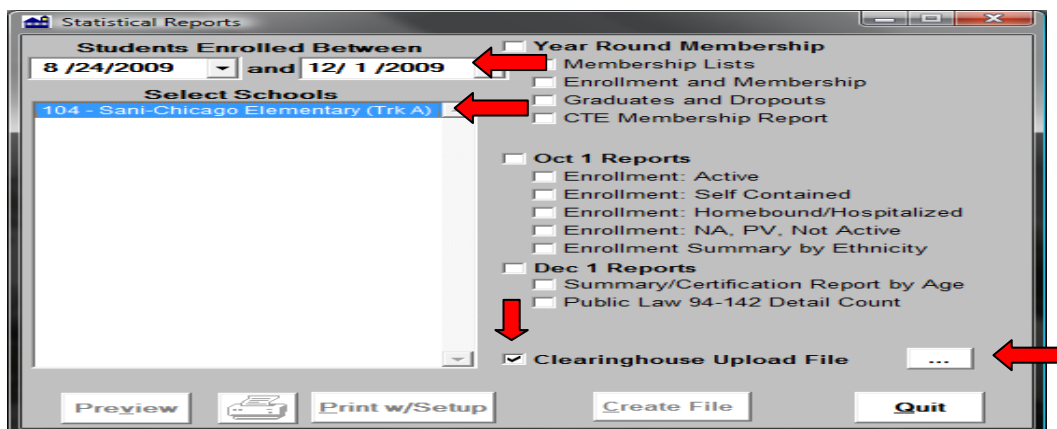 Statistical Reports
Students Enrolled Between
8 /24/2009 and 12/ 1 /2009
Select Schools
104 - Sani-Chicago Elementary (Trk A)
Year Round Membership
Membership Lists
Enrollment and Membership
Graduates and Dropouts
CTE Membership Report
Oct 1 Reports
Enrollment: Active
Enrollment: Self Contained
Enrollment: Homebound/Hospitalized
Enrollment: NA, PV, Not Active
Enrollment Summary by Ethnicity
Dec 1 Reports
Summary/Certification Report by Age
Public Law 94-142 Detail Count
Clearinghouse Upload File ...
Preview Print w/Setup Create File Quit